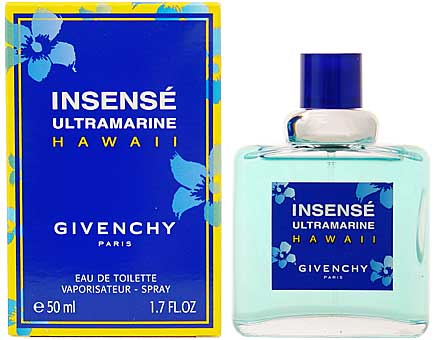 INSENSÉ
ULTRAMARINE
HAWAII
GIVENCHY
PARIS
EAU DE TOILETTE
VAPORISATEUR - SPRAY
℮ 50 ml 1.7 FL.OZ
INSENSÉ
ULTRAMARINE
HAWAII
GIVENCHY
PARIS